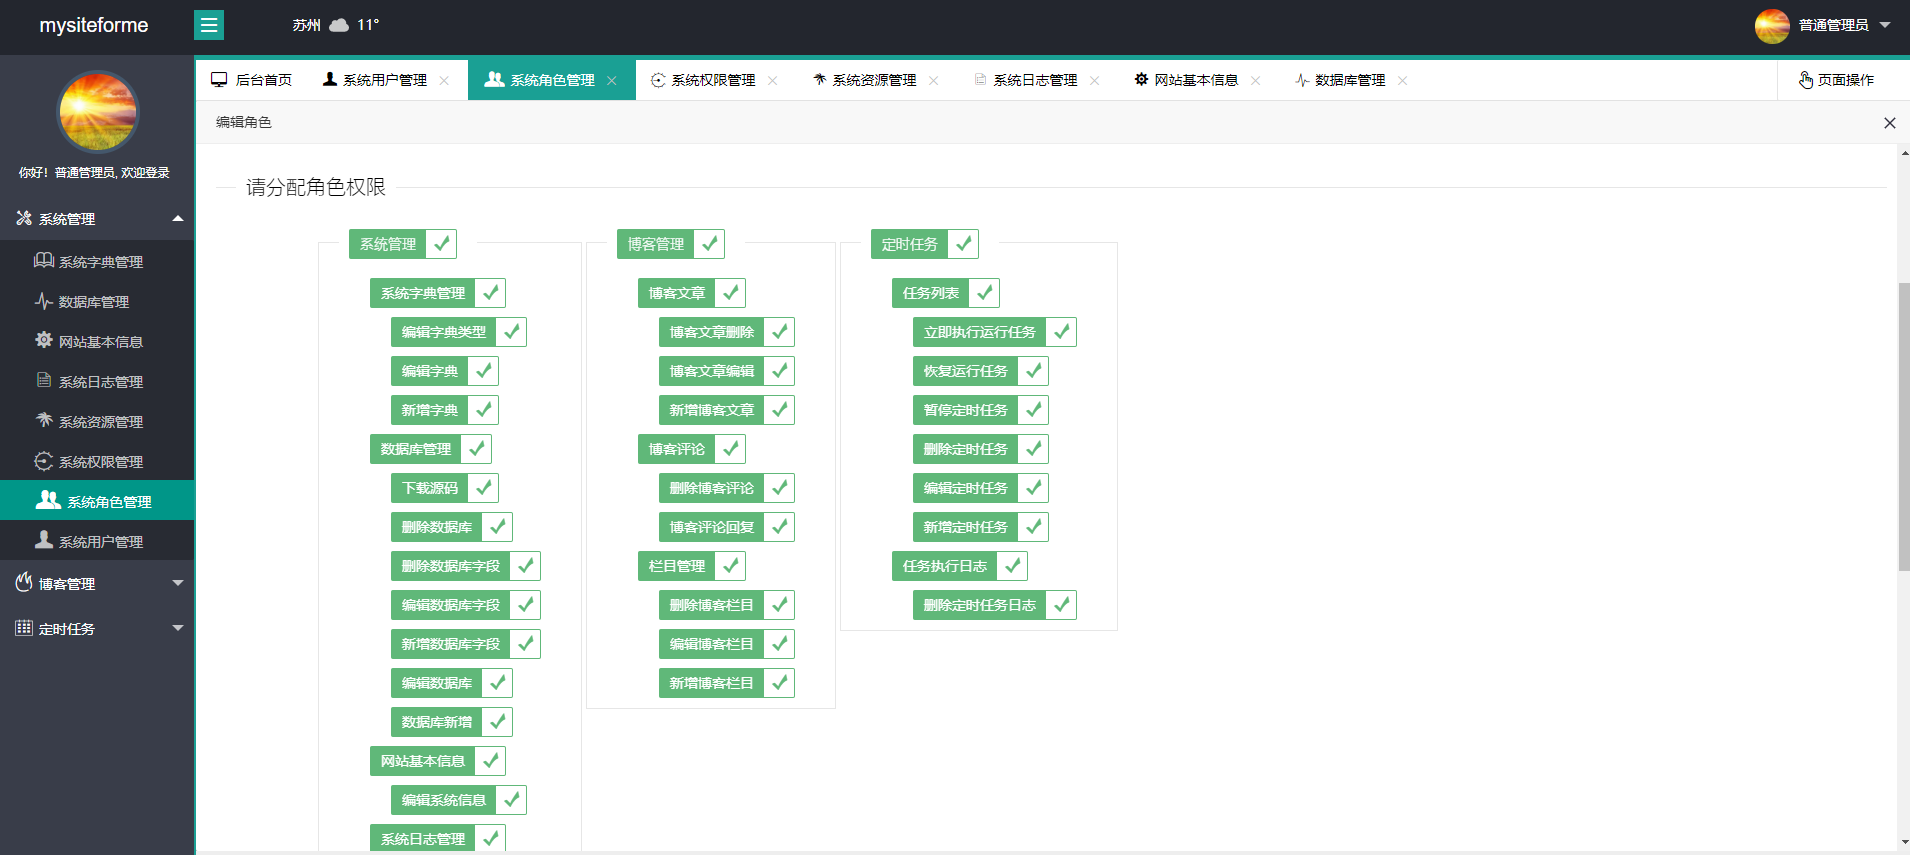 mysiteforme
苏州 11°
普通管理员
后台首页
系统用户管理
系统角色管理
系统权限管理
系统资源管理
系统日志管理
网站基本信息
数据库管理
页面操作
你好！普通管理员, 欢迎登录
系统管理
系统字典管理
数据库管理
网站基本信息
系统日志管理
系统资源管理
系统权限管理
系统角色管理
系统用户管理
博客管理
定时任务
编辑角色
请分配角色权限
系统管理
系统字典管理
编辑字典类型
编辑字典
新增字典
数据库管理
下载源码
删除数据库
删除数据库字段
编辑数据库字段
新增数据库字段
编辑数据库
数据库新增
网站基本信息
编辑系统信息
系统日志管理
博客管理
博客文章
博客文章删除
博客文章编辑
新增博客文章
博客评论
删除博客评论
博客评论回复
栏目管理
删除博客栏目
编辑博客栏目
新增博客栏目
定时任务
任务列表
立即执行运行任务
恢复运行任务
暂停定时任务
删除定时任务
编辑定时任务
新增定时任务
任务执行日志
删除定时任务日志